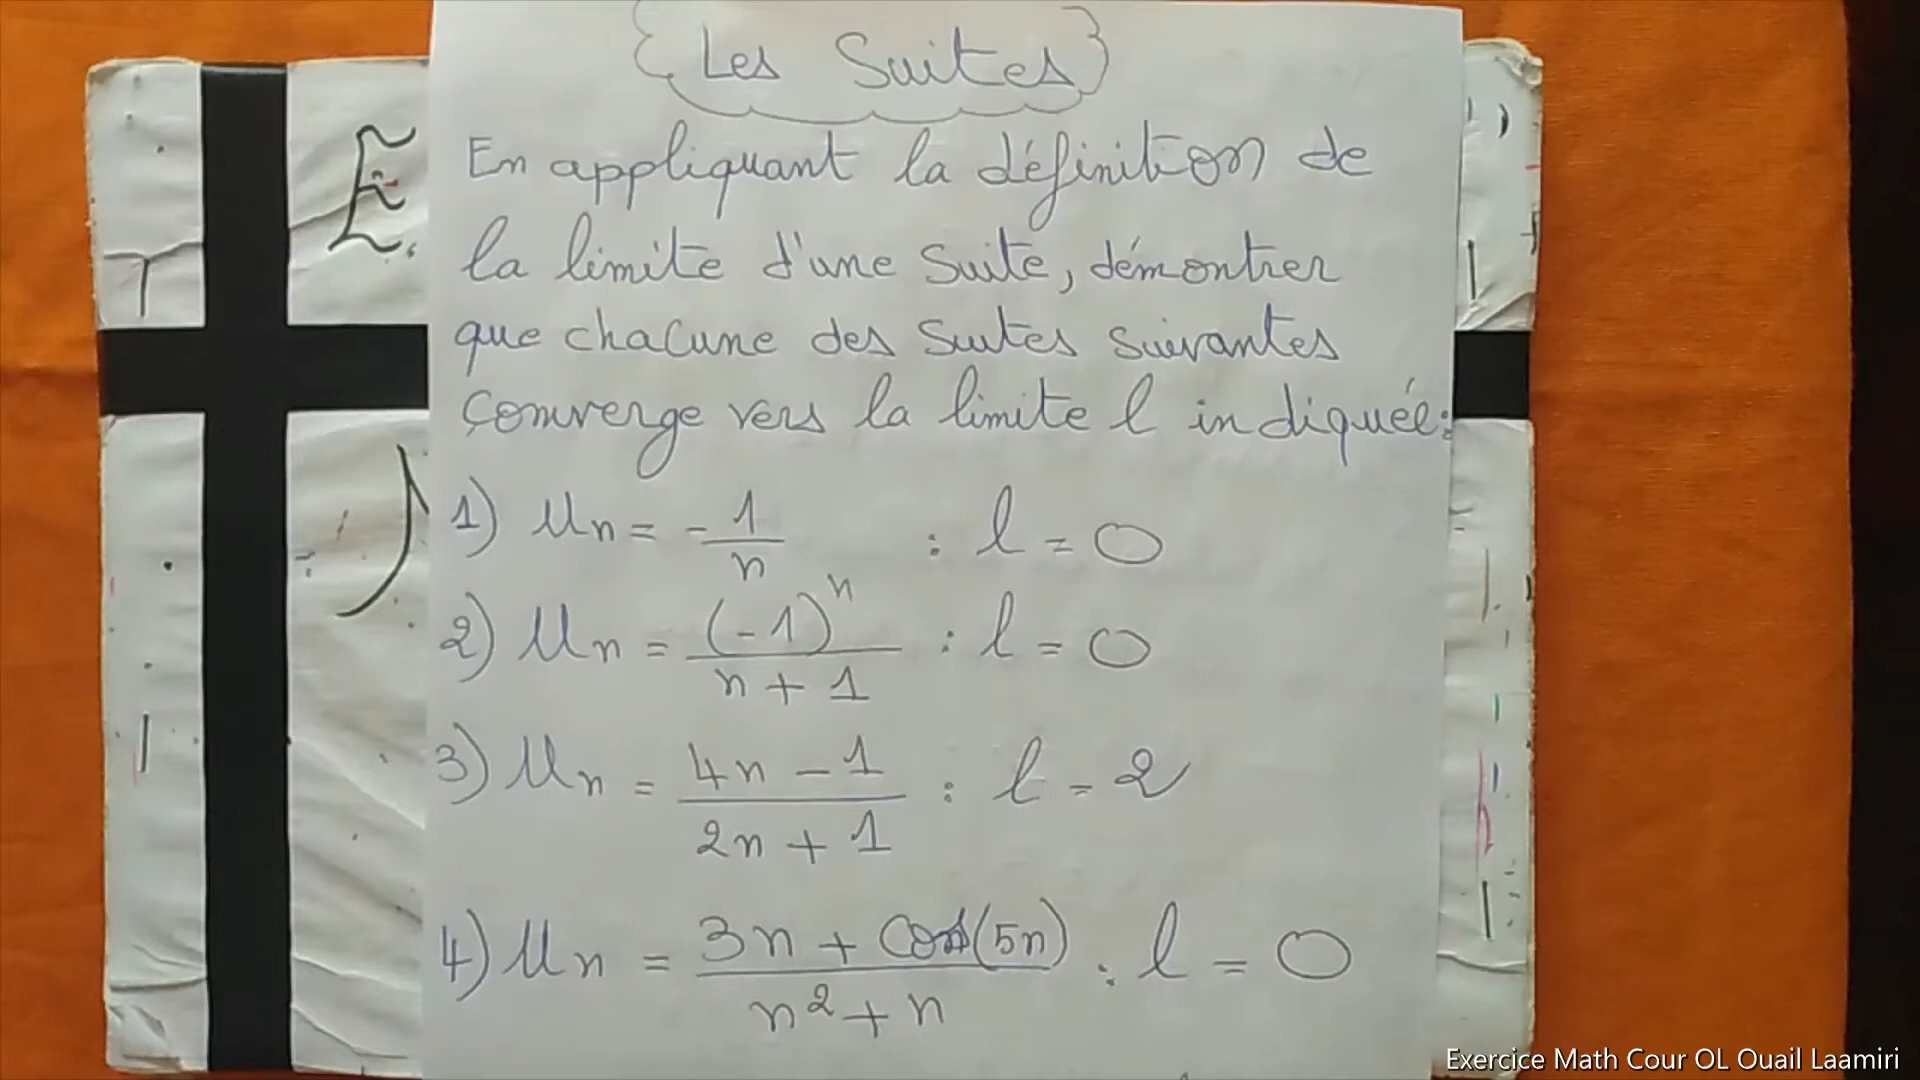 Les Suites
En appliquant la définition de
la limite d'une suite, démontrer
que chacune des suites suivantes
converge vers la limite l indiquée:
1) Un = - 1/n : l = 0
2) Un = (-1)^n / (n + 1) : l = 0
3) Un = (4n - 1) / (2n + 1) : l = 2
4) Un = (3n + cos(5n)) / (n² + n) : l = 0
Exercice Math Cour OL Ouail Laamiri